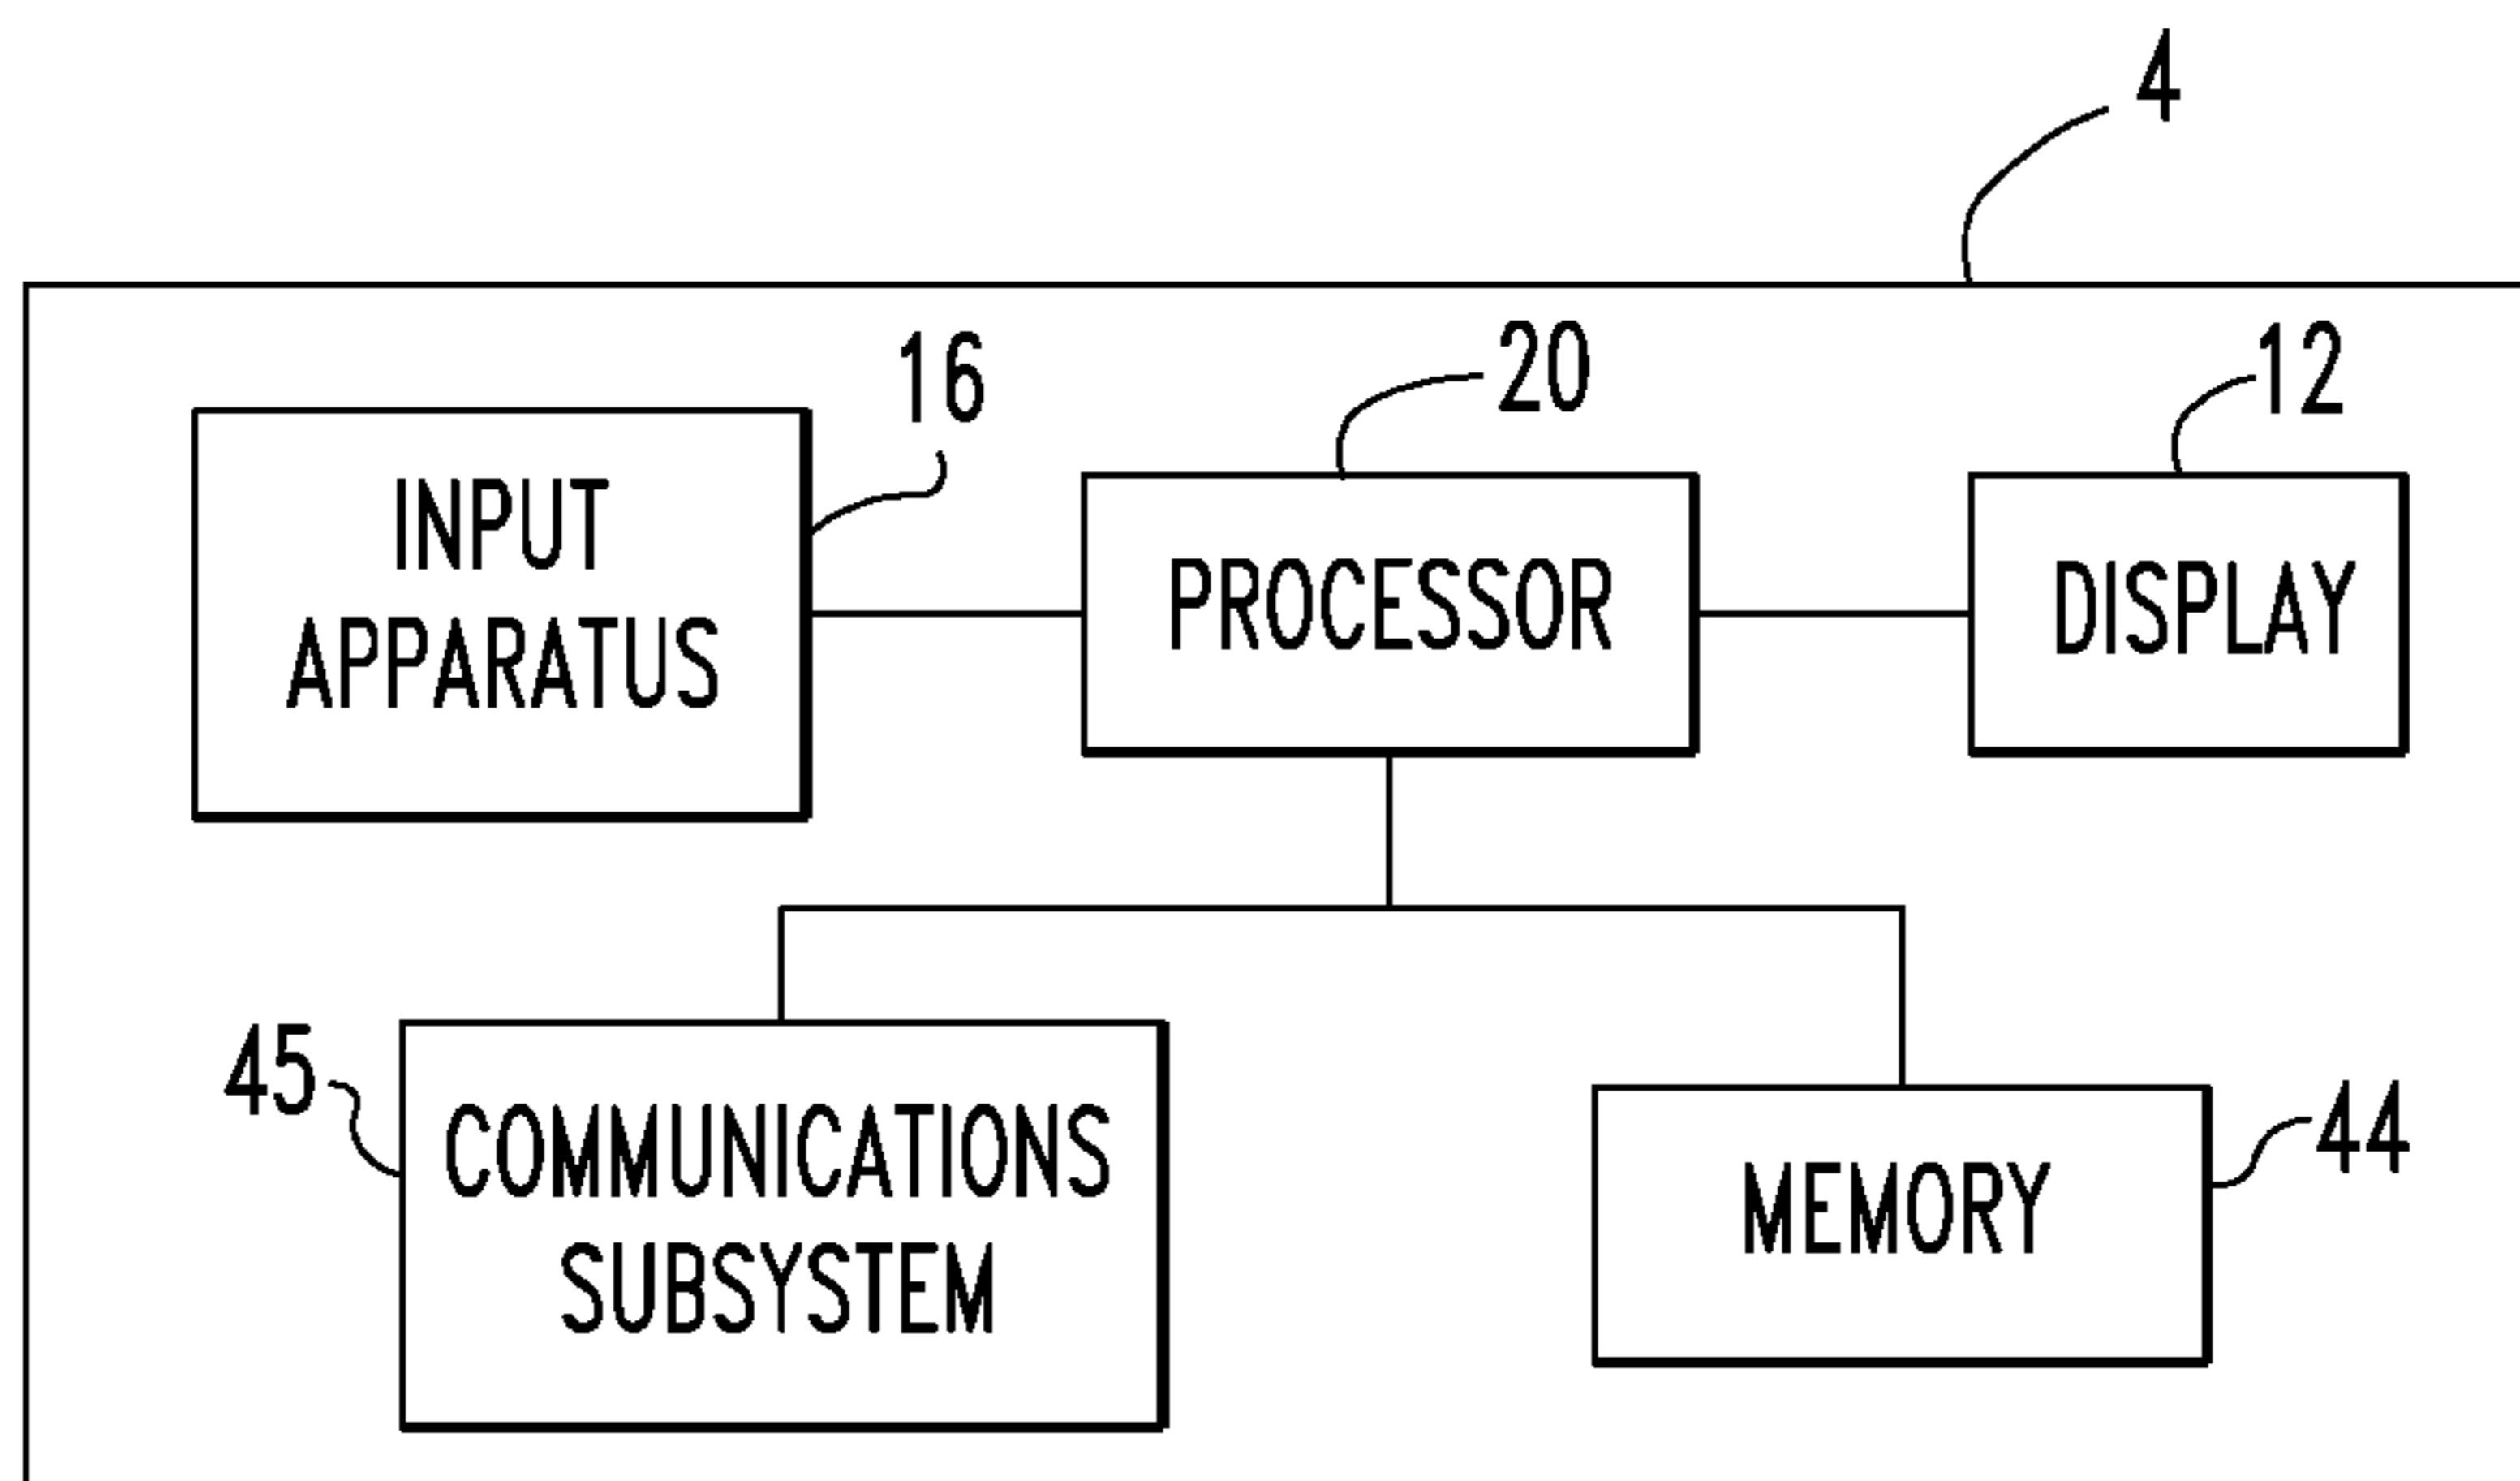 4
16
20
12
INPUT
APPARATUS
PROCESSOR
DISPLAY
45
COMMUNICATIONS
SUBSYSTEM
44
MEMORY